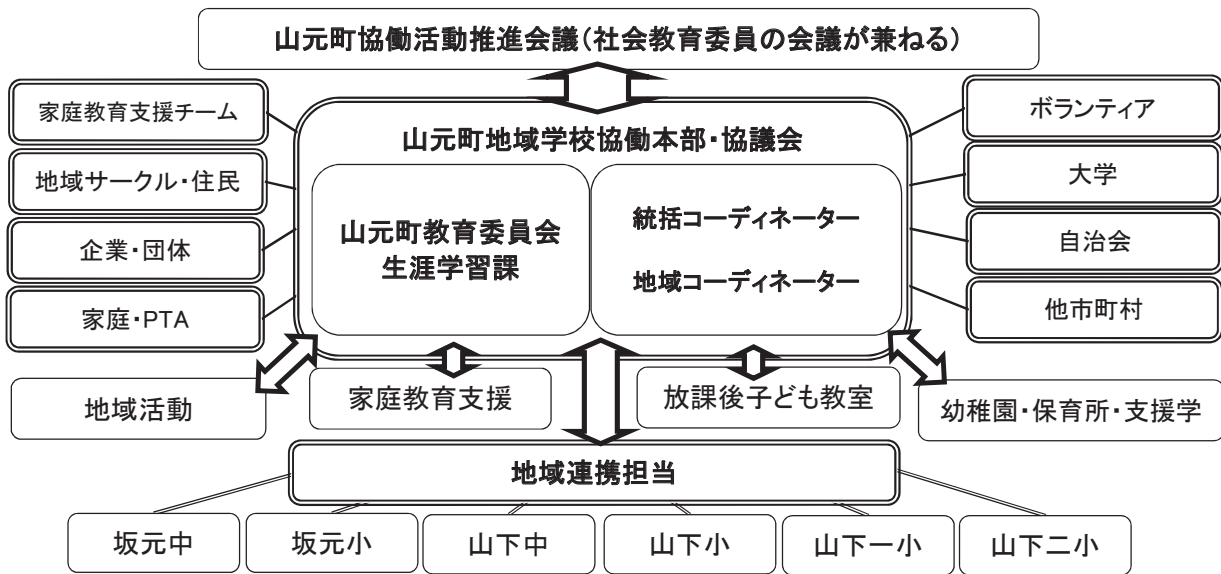 山元町協働活動推進会議(社会教育委員の会議が兼ねる)
家庭教育支援チーム
地域サークル・住民
企業・団体
家庭・PTA
山元町地域学校協働本部・協議会
山元町教育委員会
生涯学習課
統括コーディネーター
地域コーディネーター
ボランティア
大学
自治会
他市町村
地域活動
家庭教育支援
放課後子ども教室
幼稚園・保育所・支援学
地域連携担当
坂元中
坂元小
山下中
山下小
山下一小
山下二小